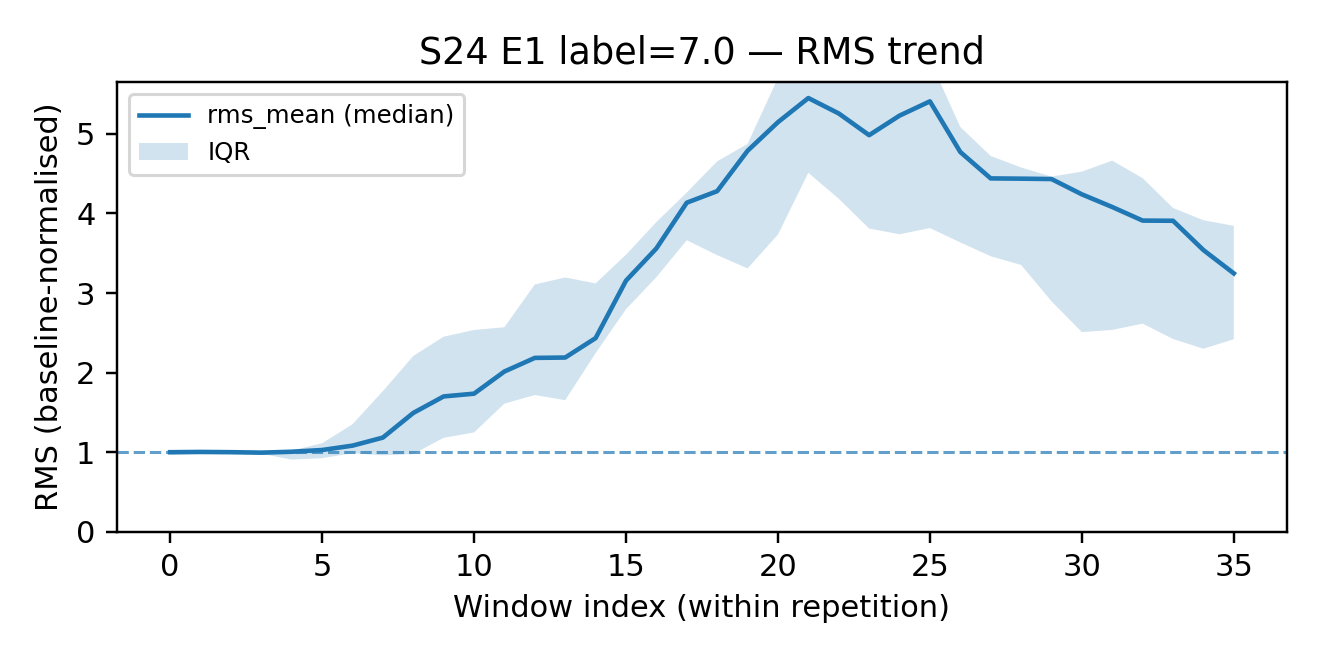 S24 E1 label=7.0 — RMS trend
rms_mean (median)
IQR
RMS (baseline-normalised)
5
4
3
2
1
0
0 5 10 15 20 25 30 35
Window index (within repetition)